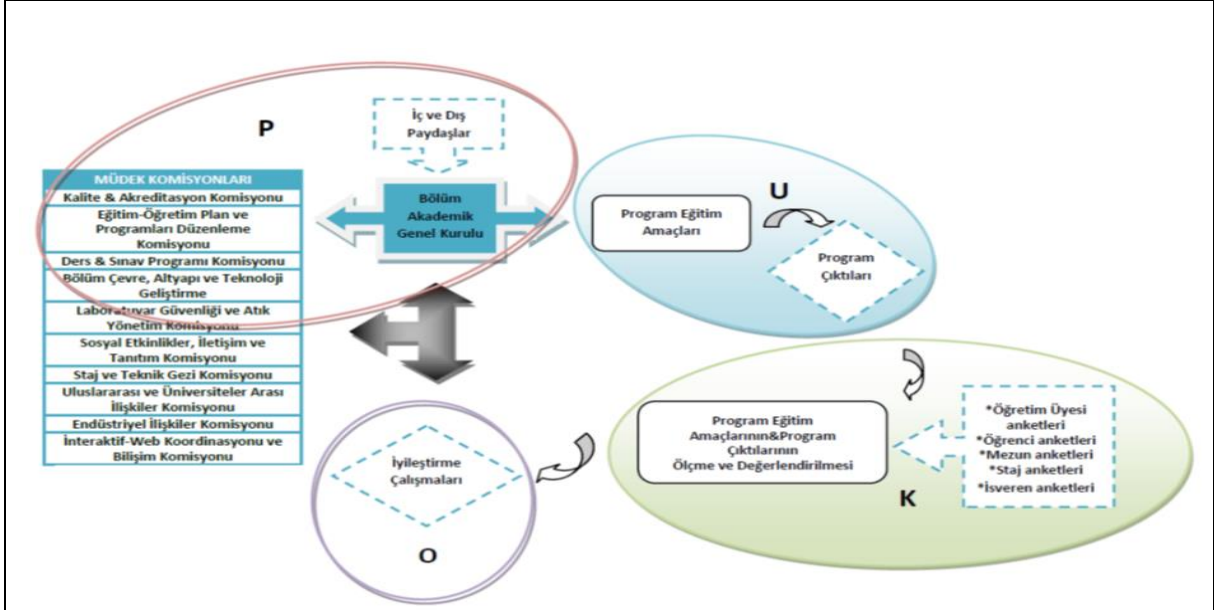 P
İç ve Dış
Paydaşlar
MÜDEK KOMİSYONLARI
Kalite & Akreditasyon Komisyonu
Eğitim-Öğretim Plan ve
Programları Düzenleme
Komisyonu
Ders & Sınav Programı Komisyonu
Bölüm Çevre, Altyapı ve Teknoloji
Geliştirme
Laboratuvar Güvenliği ve Atık
Yönetim Komisyonu
Sosyal Etkinlikler, İletişim ve
Tanıtım Komisyonu
Staj ve Teknik Gezi Komisyonu
Uluslararası ve Üniversiteler Arası
İlişkiler Komisyonu
Endüstriyel İlişkiler Komisyonu
İnteraktif-Web Koordinasyonu ve
Bilişim Komisyonu
Bölüm
Akademik
Genel Kurulu
U
Program Eğitim
Amaçları
Program
Çıktıları
Program Eğitim
Amaçlarının&Program
Çıktılarının
Ölçme ve Değerlendirilmesi
*Öğretim Üyesi
anketleri
*Öğrenci anketleri
*Mezun anketleri
*Staj anketleri
*İsveren anketleri
K
İyileştirme
Çalışmaları
O